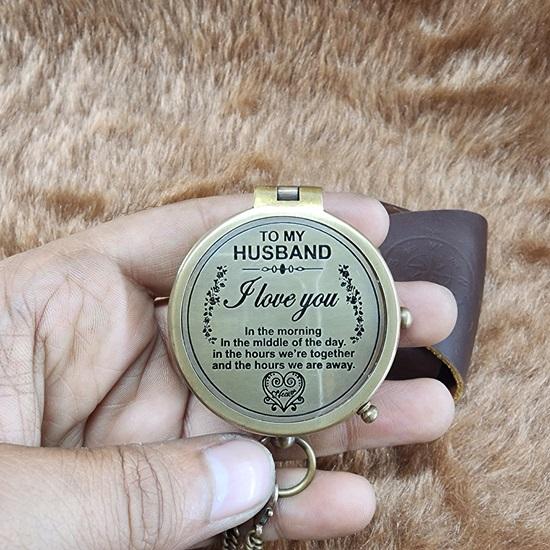 TO MY
HUSBAND
I love you
In the morning
In the middle of the day.
in the hours we're together
and the hours we are away.